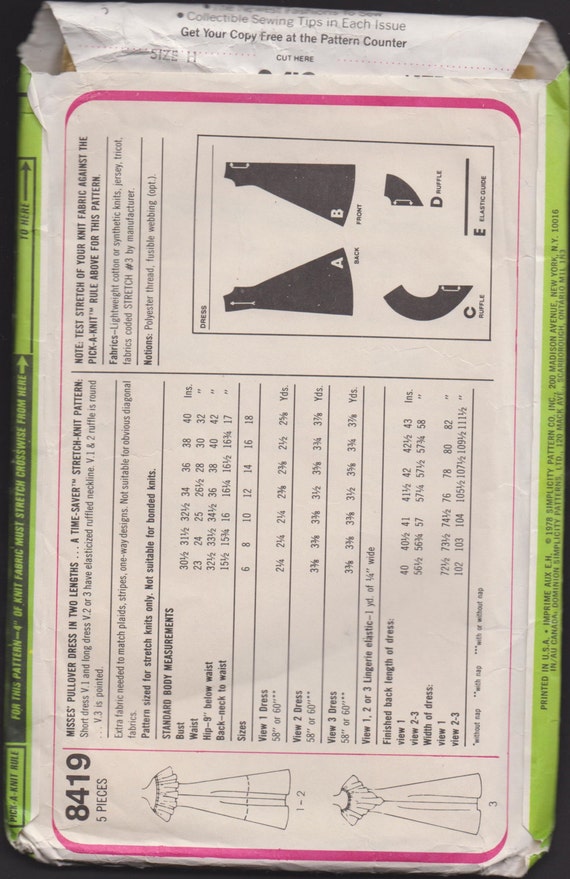 • Collectible Sewing Tips in Each Issue
Get Your Copy Free at the Pattern Counter
SIZE H
CUT HERE
PICK-A-KNIT™ RULE
FOR THIS PATTERN—4" OF KNIT FABRIC MUST STRETCH CROSSWISE FROM HERE
TO HERE
8419
5 PIECES
1-2
3
MISSES' PULLOVER DRESS IN TWO LENGTHS . . . A TIME-SAVER™ STRETCH-KNIT PATTERN:
Short dress V.1 and long dress V.2 or 3 have elasticized ruffled neckline. V.1 & 2 ruffle is round
. . . V.3 is pointed.
Extra fabric needed to match plaids, stripes, one-way designs. Not suitable for obvious diagonal
fabrics.
Pattern sized for stretch knits only. Not suitable for bonded knits.
STANDARD BODY MEASUREMENTS
Bust 30½ 31½ 32½ 34 36 38 40 Ins.
Waist 23 24 25 26½ 28 30 32 "
Hip-9" below waist 32½ 33½ 34½ 36 38 40 42 "
Back-neck to waist 15½ 15¾ 16 16¼ 16½ 16¾ 17 "
Sizes 6 8 10 12 14 16 18
View 1 Dress
58" or 60"*** 2¼ 2¼ 2¼ 2⅜ 2⅜ 2½ 2⅝ Yds.
View 2 Dress
58" or 60"*** 3⅜ 3⅜ 3⅜ 3½ 3⅝ 3¾ 3⅞ Yds.
View 3 Dress
58" or 60"*** 3⅜ 3⅜ 3⅜ 3½ 3⅝ 3¾ 3⅞ Yds.
View 1, 2 or 3 Lingerie elastic-1 yd. of ¼" wide
Finished back length of dress:
view 1 40 40½ 41 41½ 42 42½ 43 Ins.
view 2-3 56½ 56¾ 57 57¼ 57½ 57¾ 58 "
Width of dress:
view 1 72½ 73½ 74½ 76 78 80 82 "
view 2-3 102 103 104 105½ 107½ 109½ 111½ "
*without nap **with nap ***with or without nap
NOTE: TEST STRETCH OF YOUR KNIT FABRIC AGAINST THE
PICK-A-KNIT™ RULE ABOVE FOR THIS PATTERN.
Fabrics—Lightweight cotton or synthetic knits, jersey, tricot,
fabrics coded STRETCH #3 by manufacturer.
Notions: Polyester thread, fusible webbing (opt.).
DRESS
A
BACK
B
FRONT
C
RUFFLE
D
RUFFLE
E
ELASTIC GUIDE
PRINTED IN U.S.A. • IMPRIME AUX E.U. © 1978 SIMPLICITY PATTERN CO. INC., 200 MADISON AVENUE, NEW YORK, N.Y. 10016
IN/AU CANADA: DOMINION SIMPLICITY PATTERNS, LTD. 120 MACK AVE., SCARBOROUGH, ONTARIO